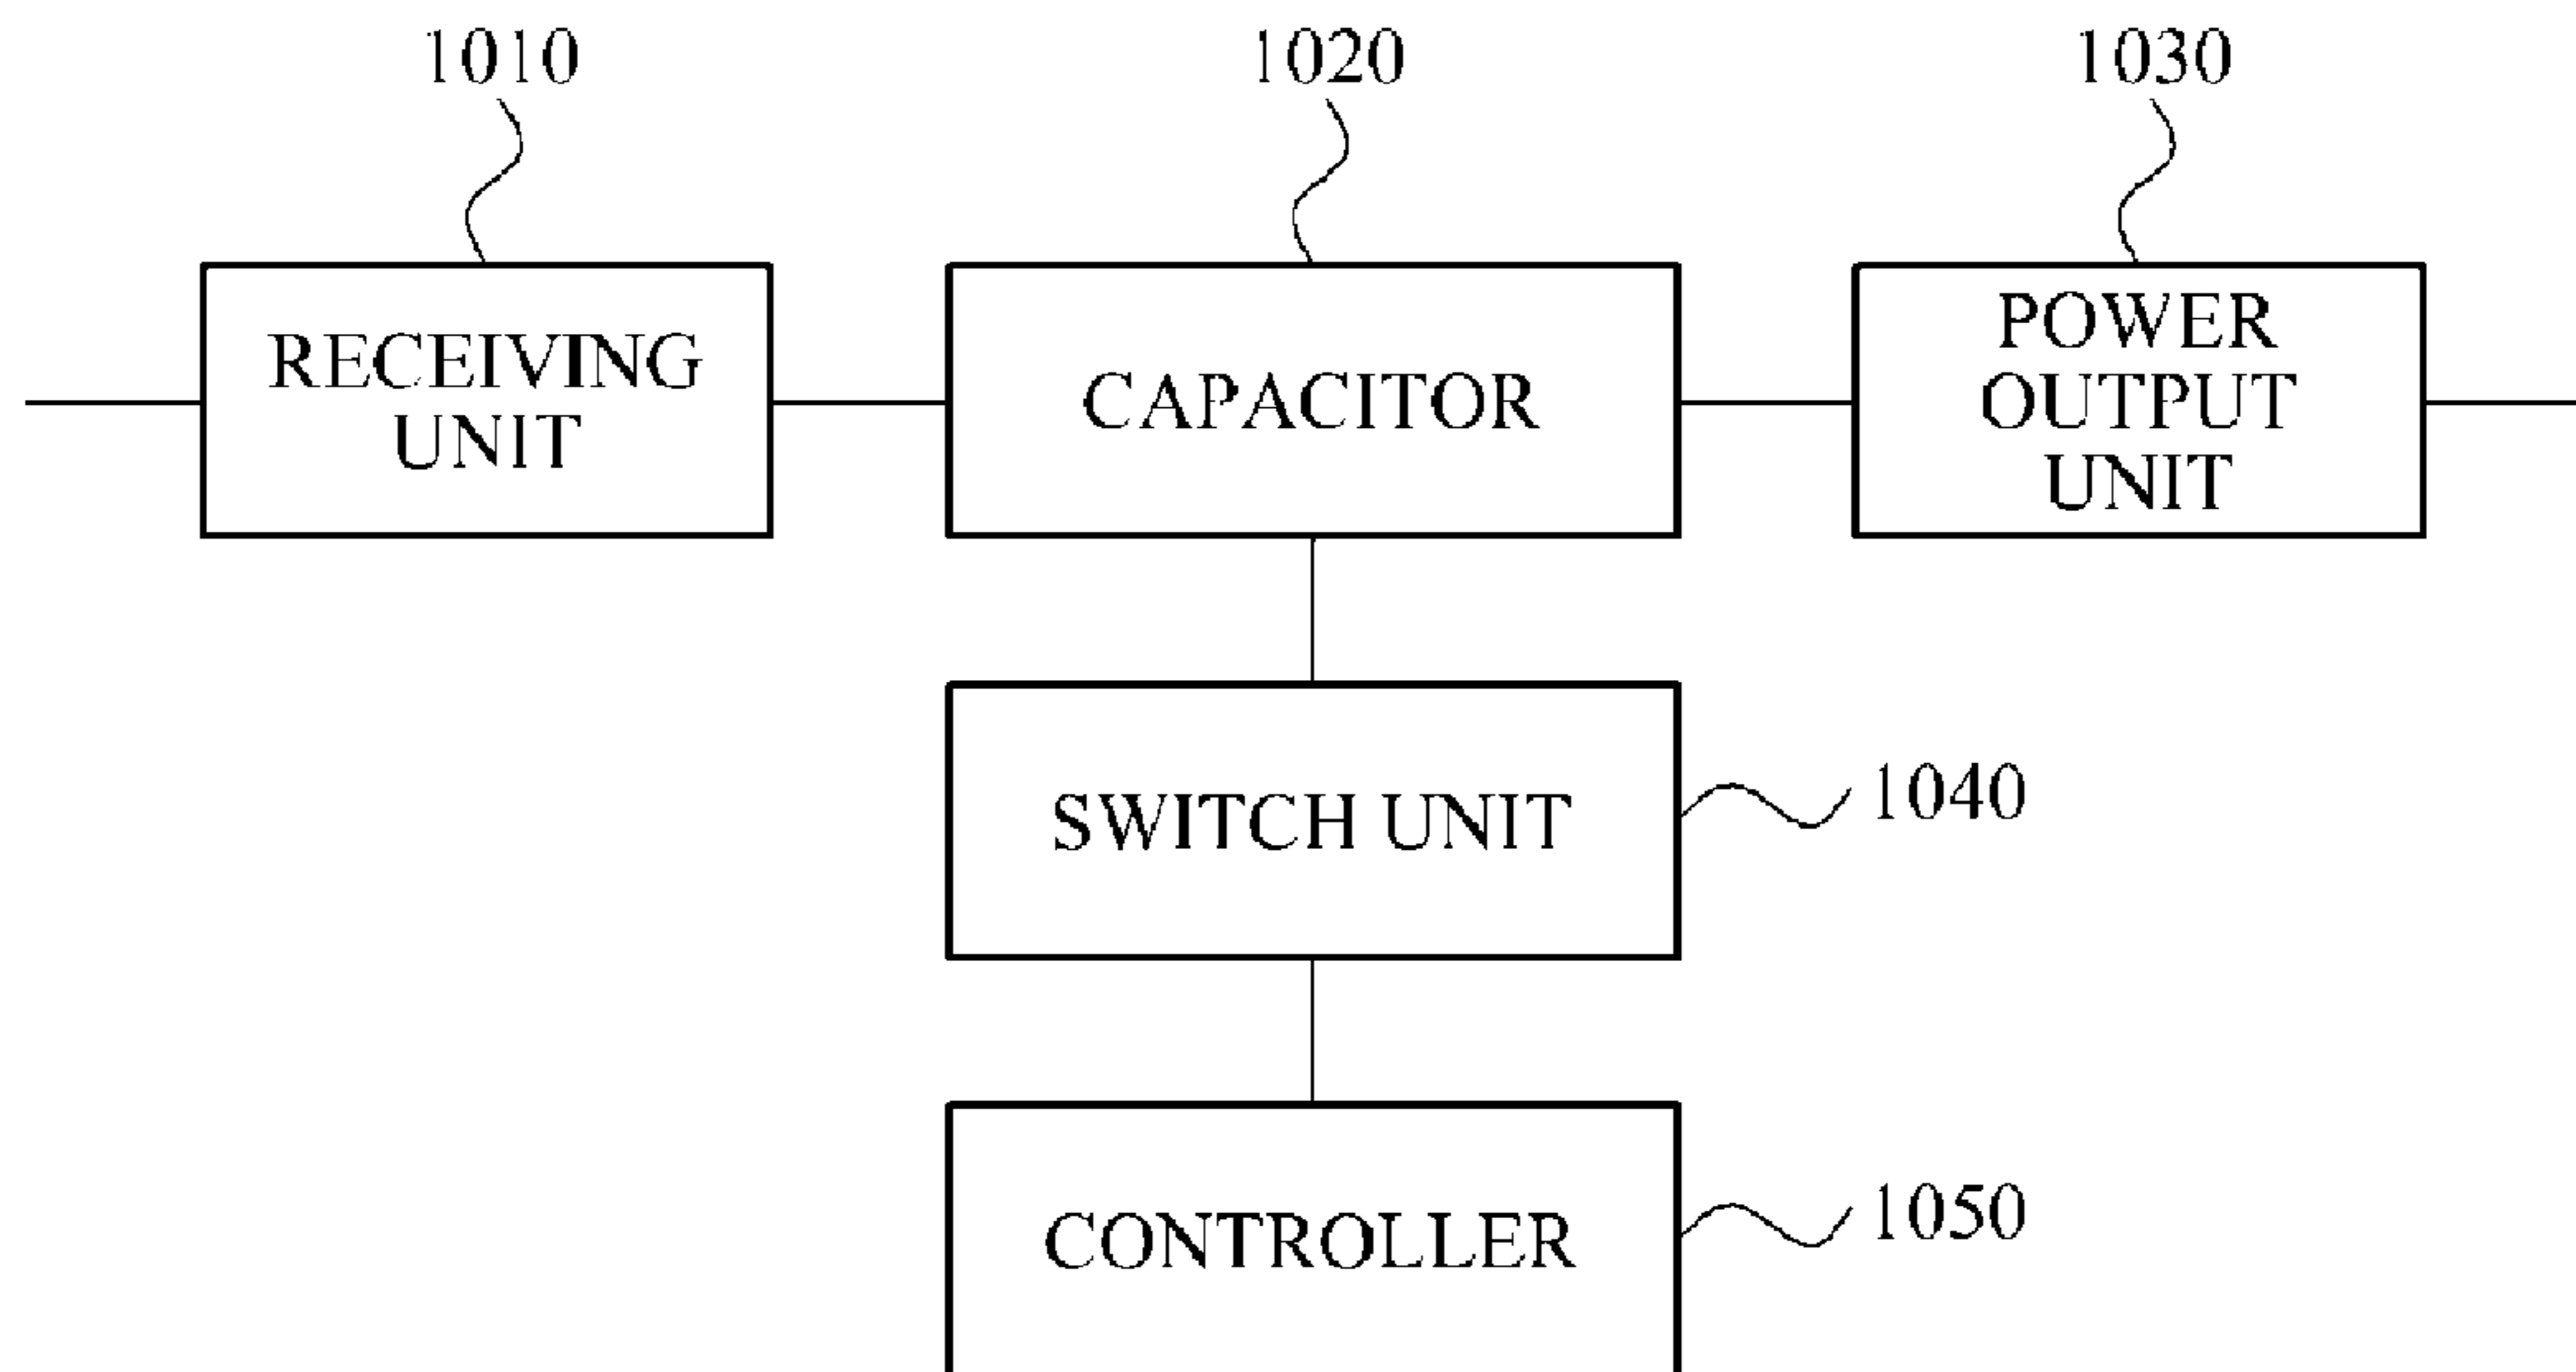 1010
1020
1030
RECEIVING
UNIT
CAPACITOR
POWER
OUTPUT
UNIT
SWITCH UNIT
1040
CONTROLLER
1050